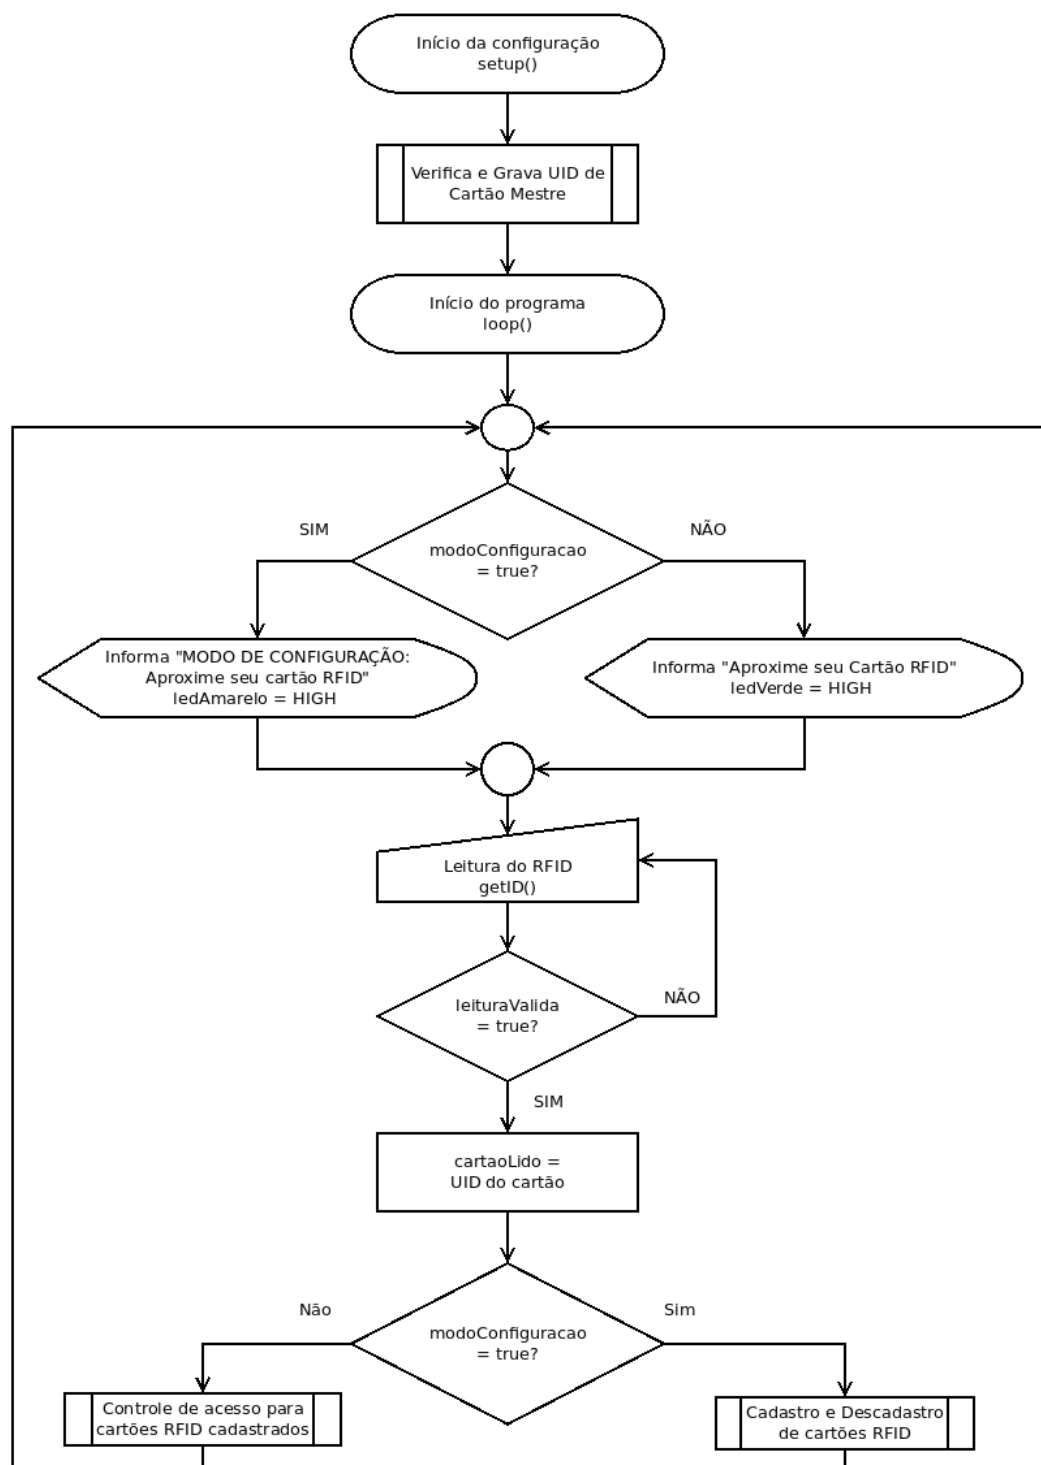 Início da configuração
setup()
Verifica e Grava UID de
Cartão Mestre
Início do programa
loop()
SIM
NÃO
modoConfiguracao
= true?
Informa "MODO DE CONFIGURAÇÃO:
Aproxime seu cartão RFID"
ledAmarelo = HIGH
Informa "Aproxime seu Cartão RFID"
ledVerde = HIGH
Leitura do RFID
getID()
leituraValida
= true?
NÃO
SIM
cartaoLido =
UID do cartão
Não
Sim
modoConfiguracao
= true?
Controle de acesso para
cartões RFID cadastrados
Cadastro e Descadastro
de cartões RFID